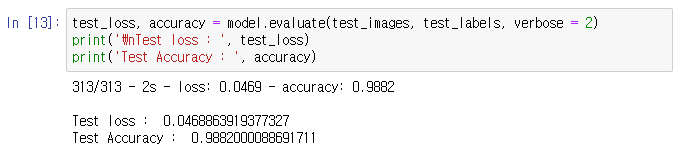 In [13]: test_loss, accuracy = model.evaluate(test_images, test_labels, verbose = 2)
print('₩nTest loss : ', test_loss)
print('Test Accuracy : ', accuracy)
313/313 - 2s - loss: 0.0469 - accuracy: 0.9882
Test loss :  0.0468863919377327
Test Accuracy :  0.9882000088691711